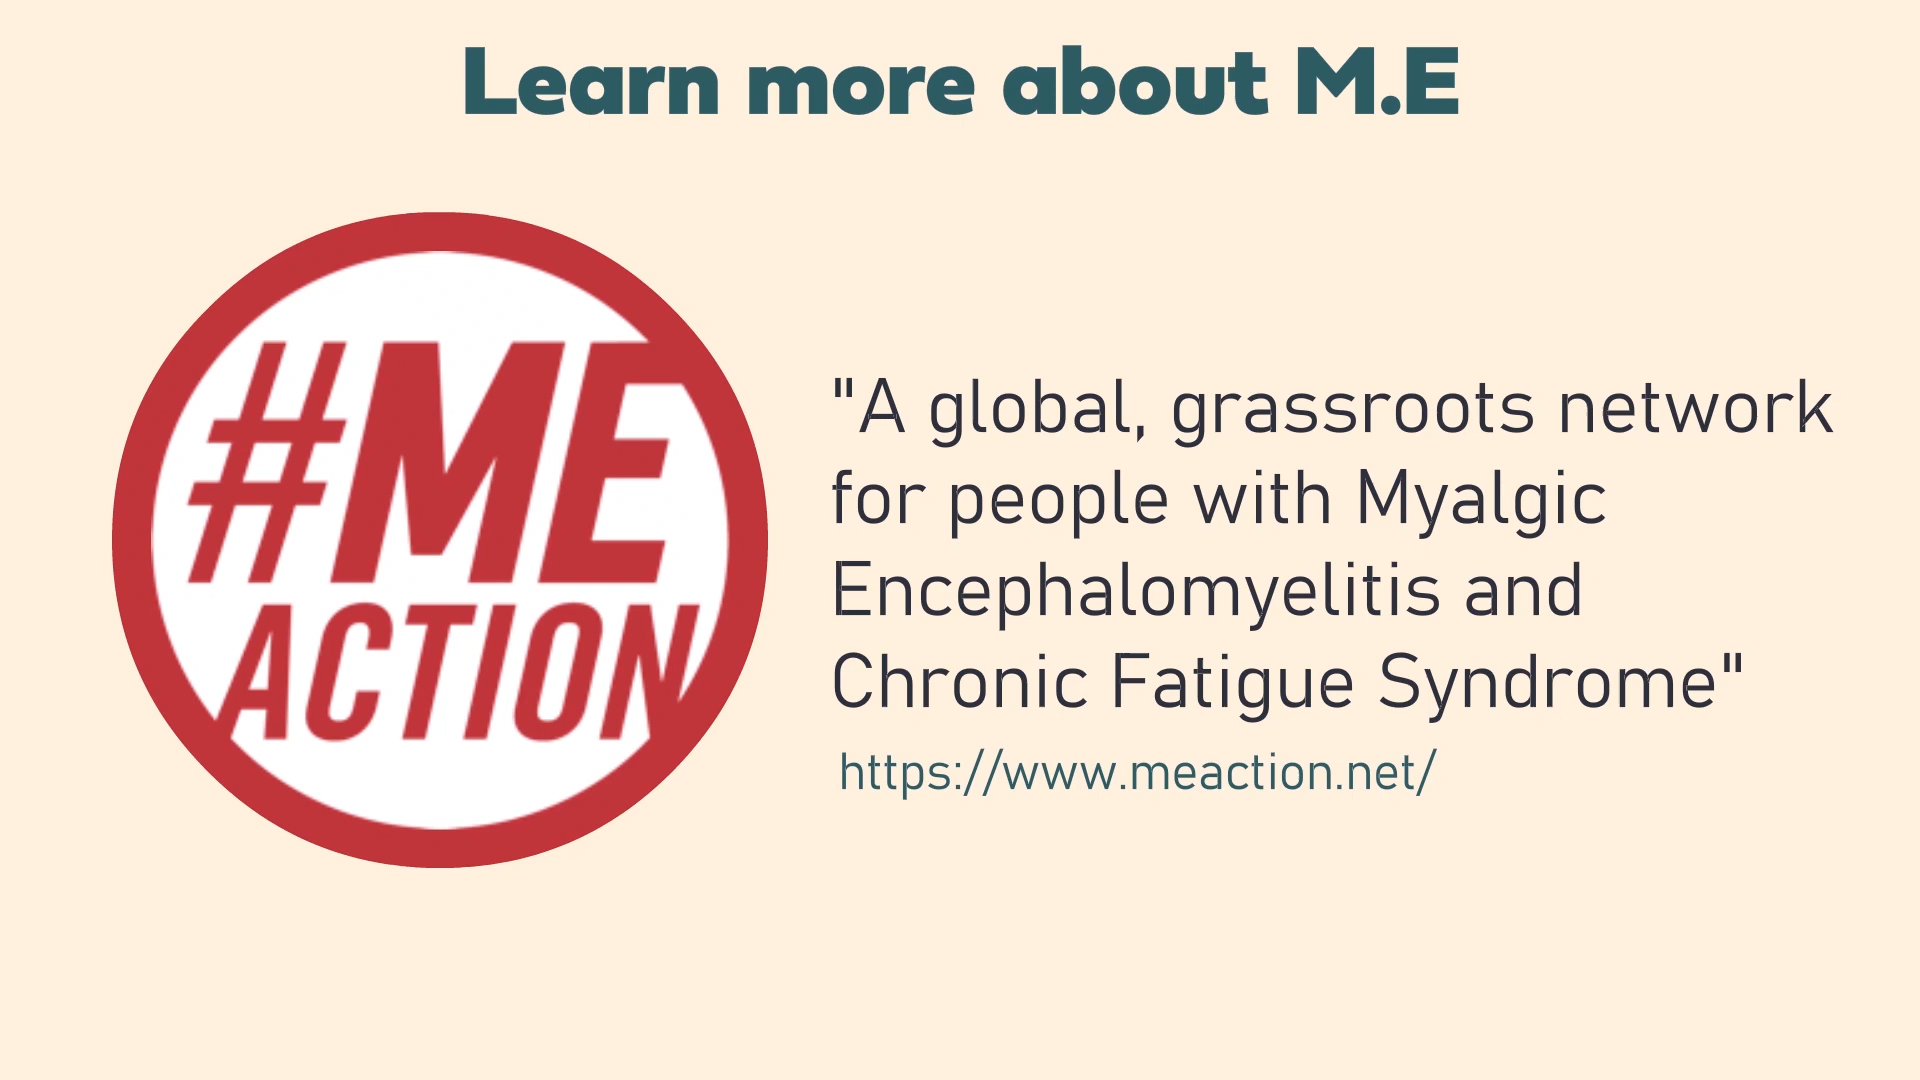 Learn more about M.E
#ME
ACTION
"A global, grassroots network
for people with Myalgic
Encephalomyelitis and
Chronic Fatigue Syndrome"
https://www.meaction.net/